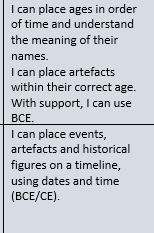 I can place ages in order
of time and understand
the meaning of their
names.
I can place artefacts
within their correct age.
With support, I can use
BCE.
I can place events,
artefacts and historical
figures on a timeline,
using dates and time
(BCE/CE).